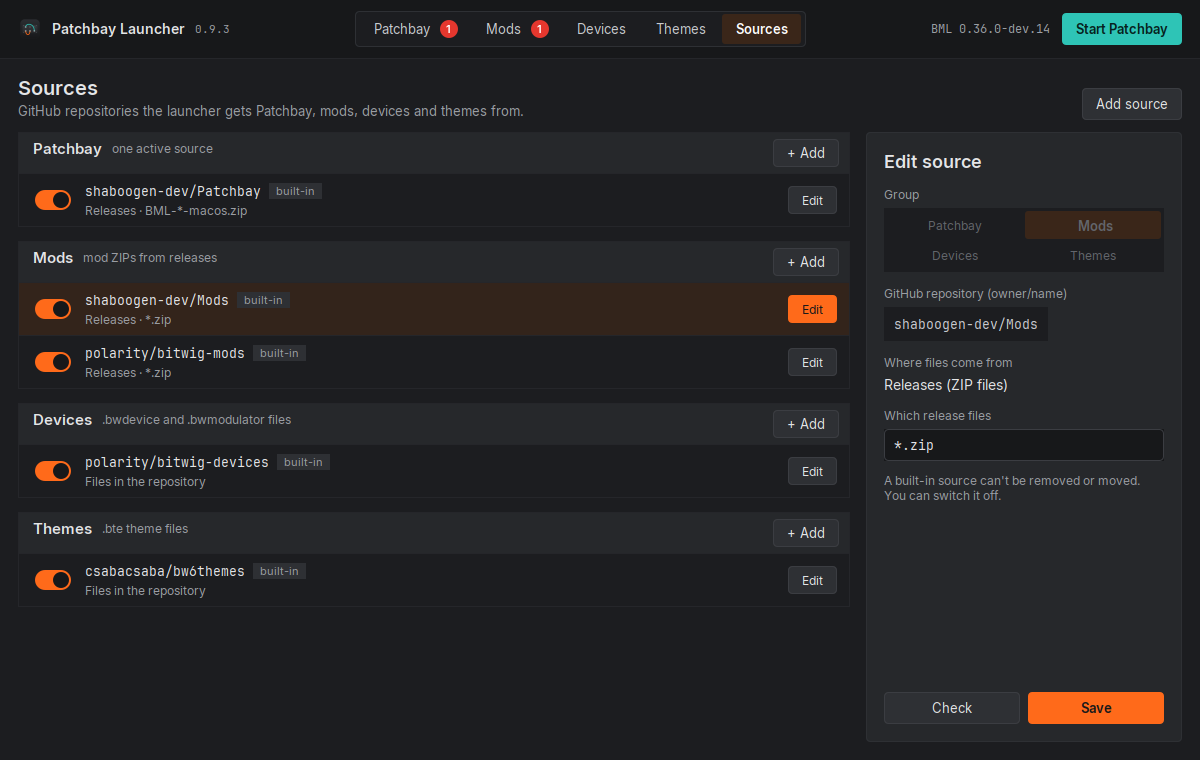 Patchbay Launcher 0.9.3
Patchbay 1 Mods 1 Devices Themes Sources
BML 0.36.0-dev.14 Start Patchbay
Sources
GitHub repositories the launcher gets Patchbay, mods, devices and themes from.
Add source
Patchbay one active source
+ Add
shaboogen-dev/Patchbay built-in
Releases · BML-*-macos.zip
Edit
Mods mod ZIPs from releases
+ Add
shaboogen-dev/Mods built-in
Releases · *.zip
Edit
polarity/bitwig-mods built-in
Releases · *.zip
Edit
Devices .bwdevice and .bwmodulator files
+ Add
polarity/bitwig-devices built-in
Files in the repository
Edit
Themes .bte theme files
+ Add
csabacsaba/bwóthemes built-in
Files in the repository
Edit
Edit source
Group
Patchbay Mods
Devices Themes
GitHub repository (owner/name)
shaboogen-dev/Mods
Where files come from
Releases (ZIP files)
Which release files
*.zip
A built-in source can't be removed or moved.
You can switch it off.
Check Save